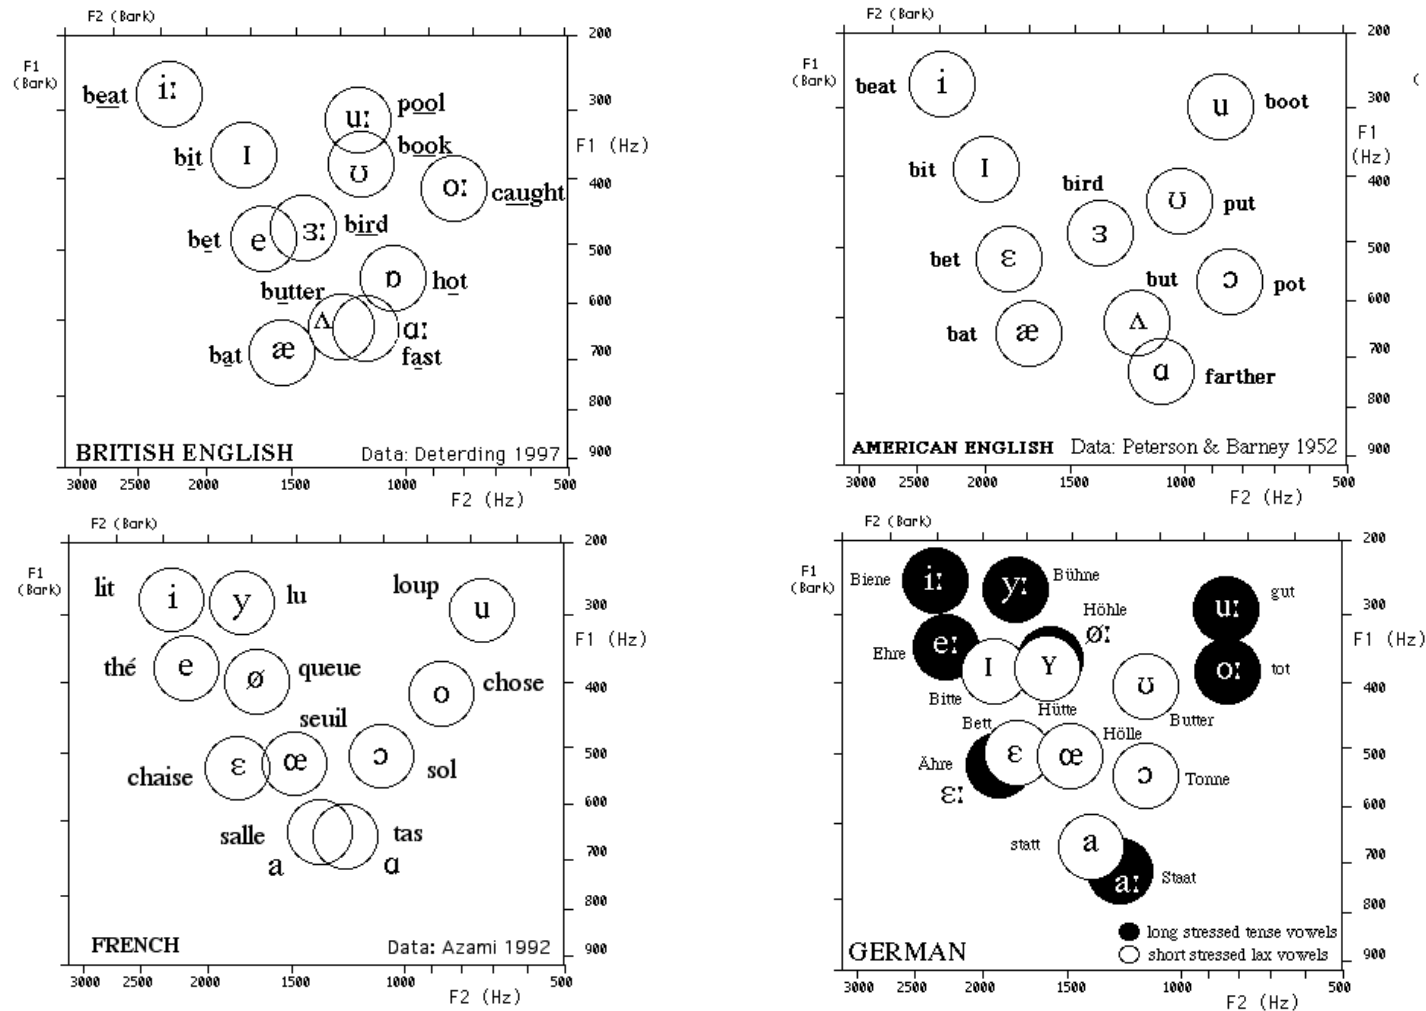 F2 (Bark)
F1
(Bark)
200
300
400
500
600
700
800
900
F1 (Hz)
beat
iː
bit
I
bet
e
ɜː
bird
pool
uː
book
ʊ
oː
caught
ɒ
hot
butter
Λ
ɑː
fast
bat
æ
BRITISH ENGLISH
Data: Deterding 1997
3000 2500 2000 1500 1000 500
F2 (Hz)
F2 (Bark)
F1
(Bark)
200
300
400
500
600
700
800
900
(
F1
(Hz)
beat
i
u
boot
bit
I
bird
ɜ
ʊ
put
bet
ɛ
but
Λ
ɔ
pot
bat
æ
ɑ
farther
AMERICAN ENGLISH
Data: Peterson & Barney 1952
3000 2500 2000 1500 1000 500
F2 (Hz)
F2 (Bark)
F1
(Bark)
200
300
400
500
600
700
800
900
F1 (Hz)
lit
i
y
lu
loup
u
thé
e
ø
queue
o
chose
seuil
chaise
ɛ
œ
ɔ
sol
salle
a
tas
ɑ
FRENCH
Data: Azami 1992
3000 2500 2000 1500 1000 500
F2 (Hz)
F2 (Bark)
F1
(Bark)
200
300
400
500
600
700
800
900
F1 (Hz)
Biene
iː
yː
Bühne
Höhle
øː
uː
gut
Ehre
eː
I
Y
oː
tot
Bitte
Hütte
ʊ
Butter
Bett
Hölle
Ähre
ɛː
ɛ
œ
ɔ
Tonne
statt
a
aː
Staat
long stressed tense vowels
short stressed lax vowels
GERMAN
3000 2500 2000 1500 1000 500
F2 (Hz)